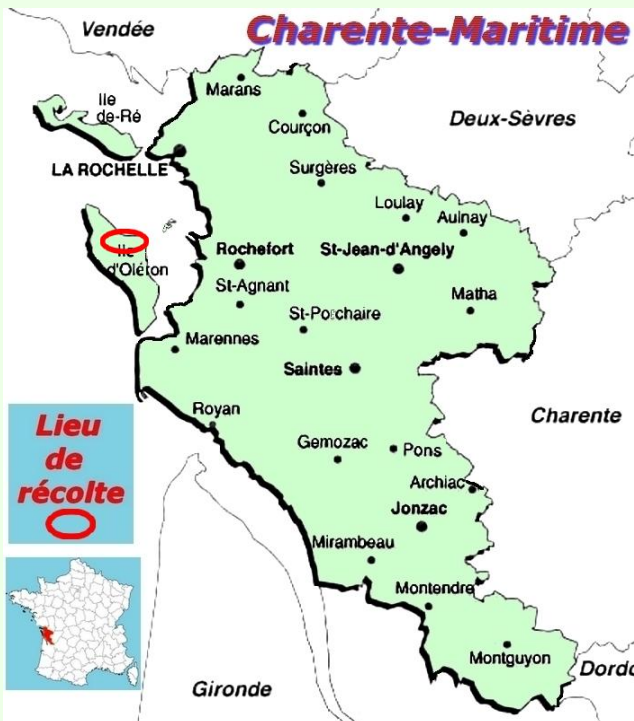 Charente-Maritime
Vendée
Marans
Ile
de-Ré
Courçon
Deux-Sèvres
LA ROCHELLE
Surgères
Loulay
Aulnay
Ile
d'Oléron
Rochefort
St-Jean-d'Angely
St-Agnant
Matha
St-Porchaire
Marennes
Saintes
Royan
Charente
Lieu
de
récolte
Gemozac
Pons
Archiac
Jonzac
Mirambeau
Montendre
Montguyon
Dordo
Gironde